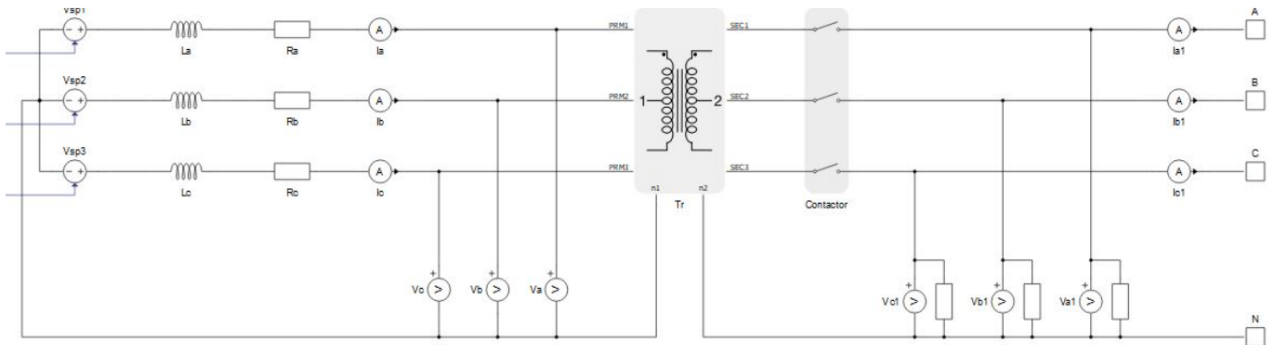 Vsp1
La
Ra
Ia
PRM1
SEC1
Ia1
A
Vsp2
Lb
Rb
Ib
PRM2
1
2
SEC2
Ib1
B
Vsp3
Lc
Rc
Ic
PRM3
SEC3
Ic1
C
n1
n2
Tr
Contactor
Vc
Vb
Va
Vc1
Vb1
Va1
N